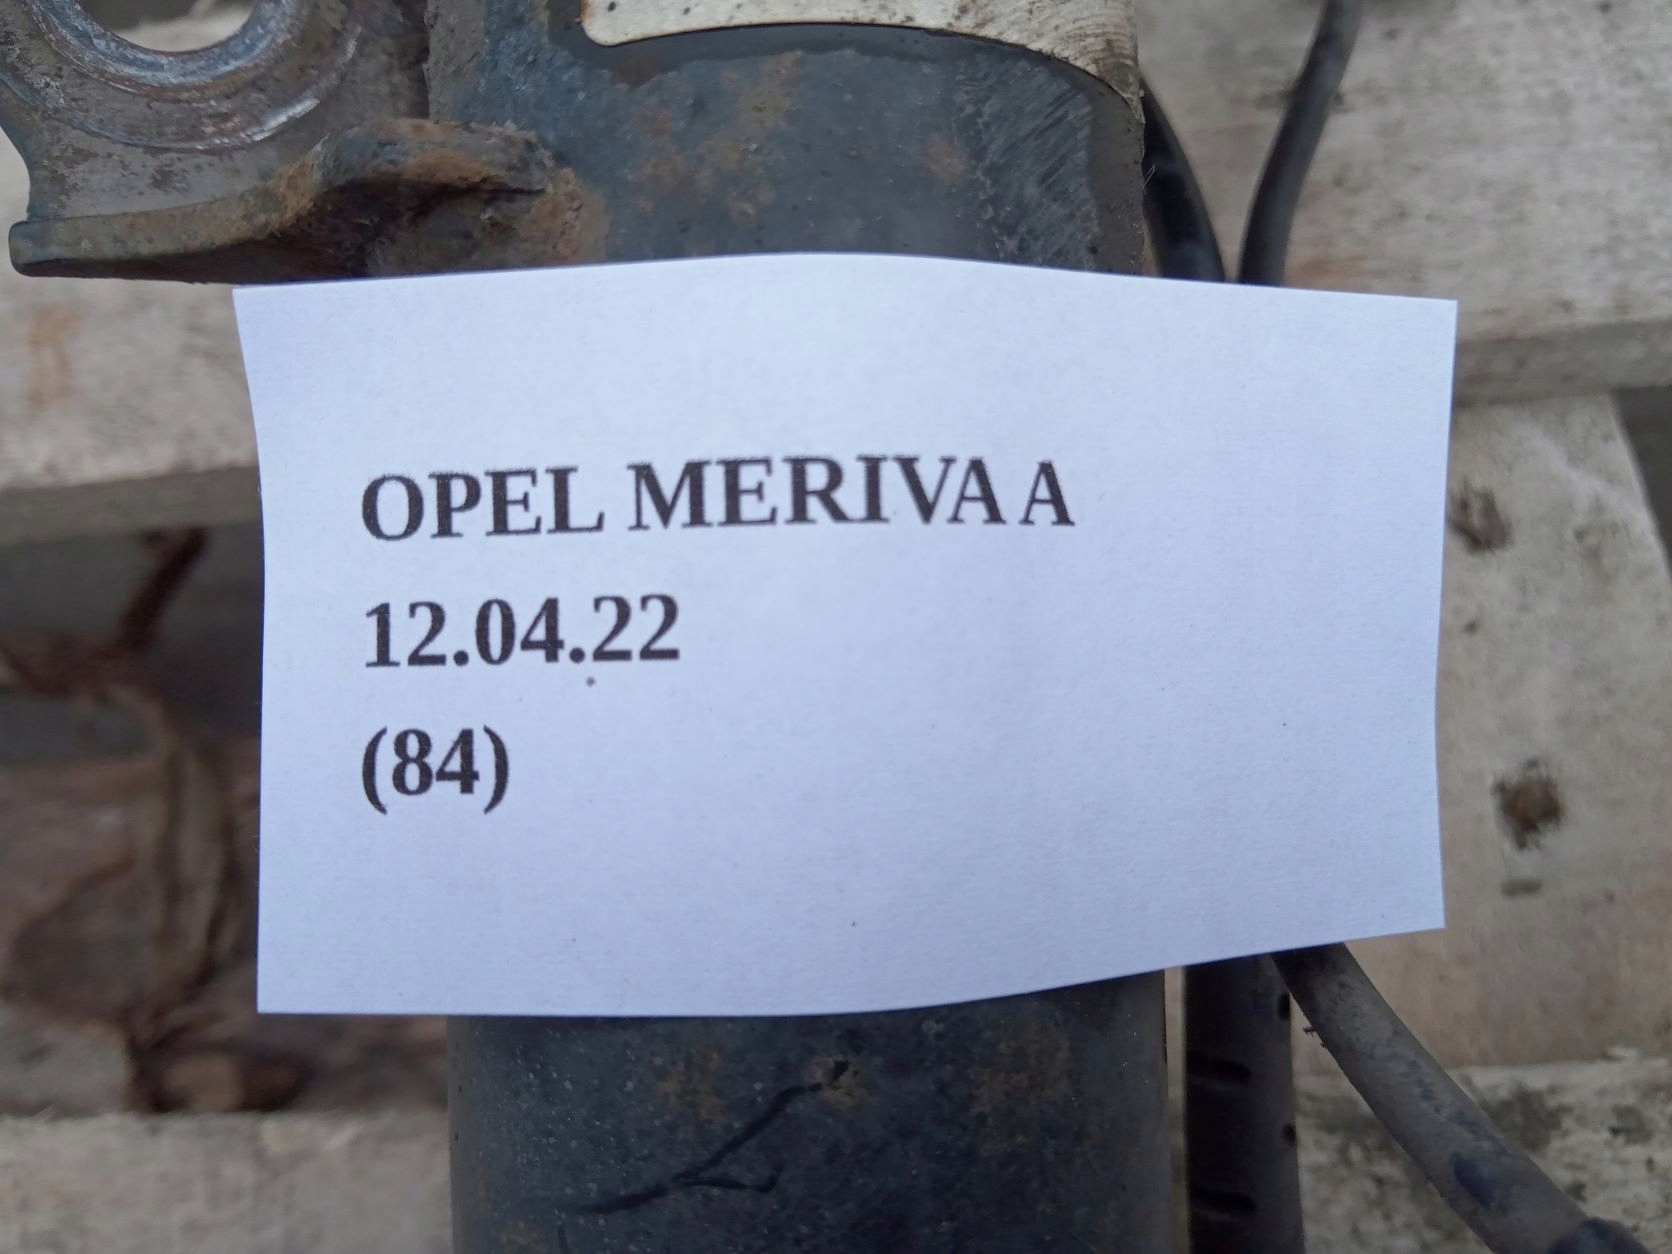 OPEL MERIVA A
12.04.22
(84)